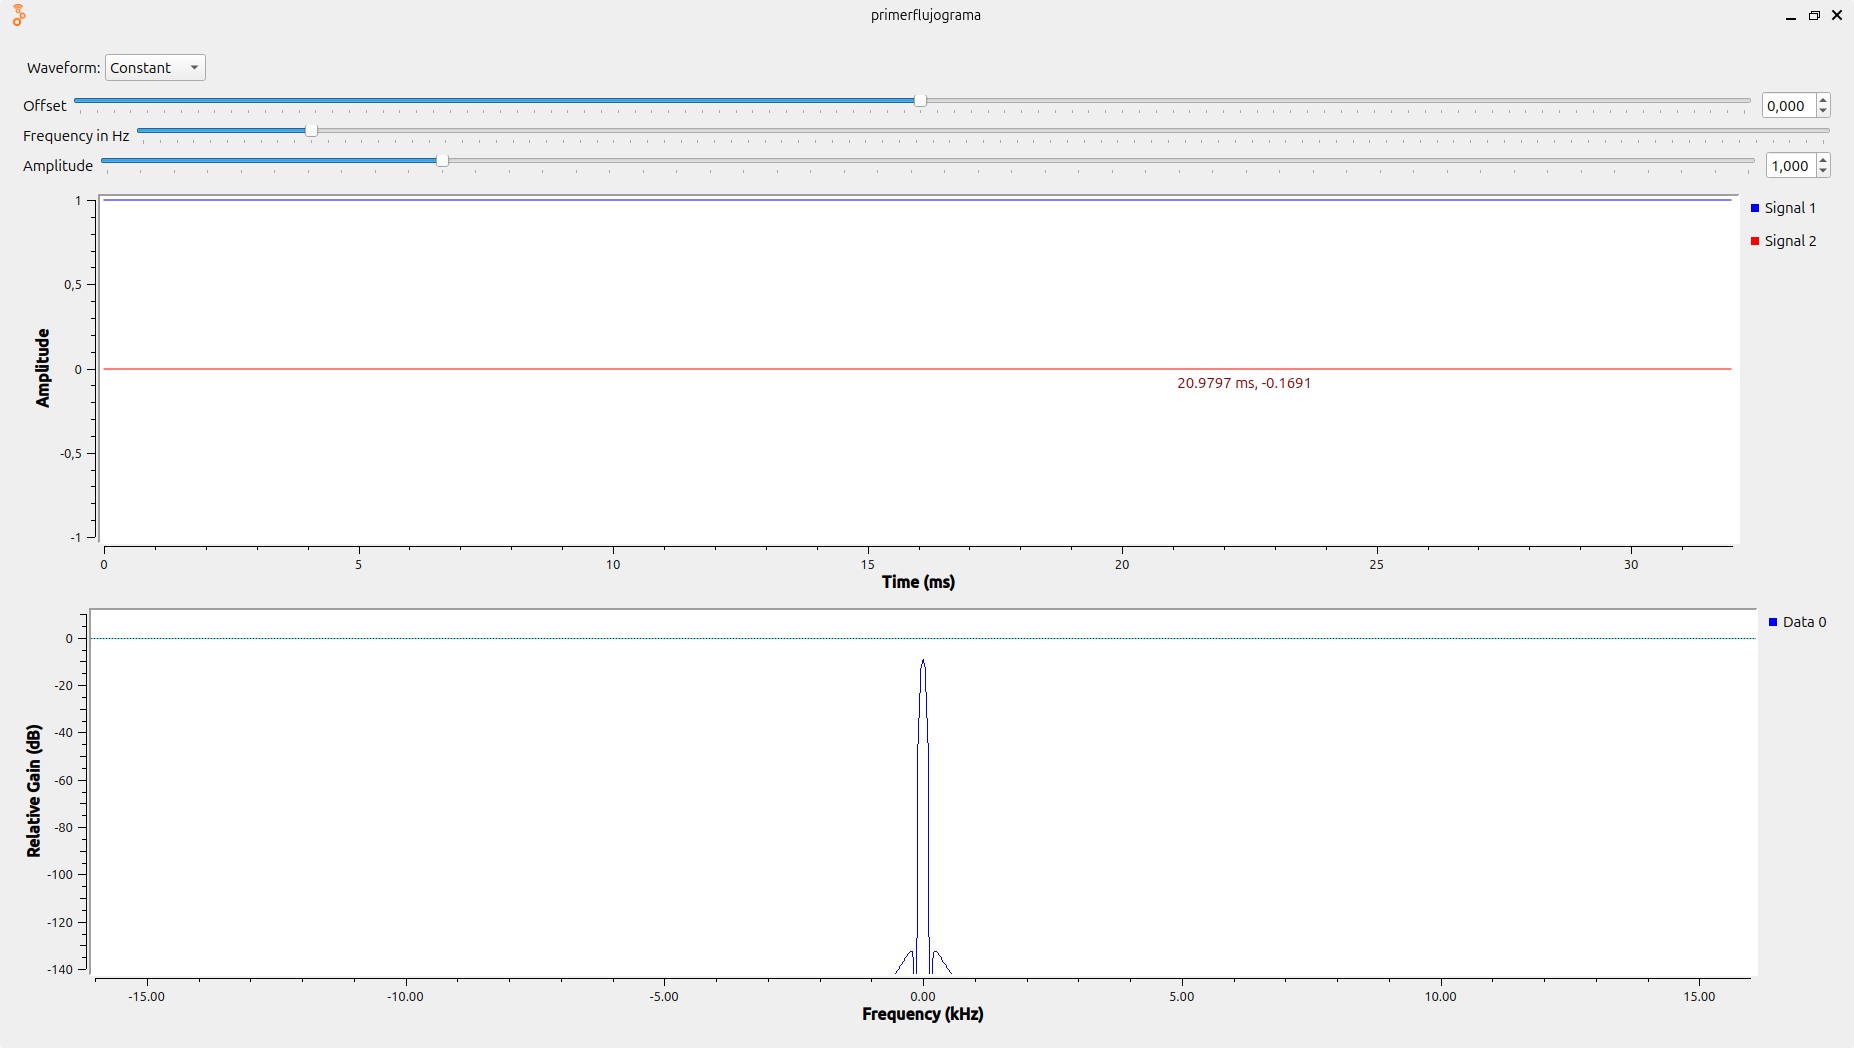 primerflujograma
Waveform: Constant
Offset 0,000
Frequency in Hz
Amplitude 1,000
Signal 1
Signal 2
Amplitude
1
0,5
0
-0,5
-1
20.9797 ms, -0.1691
0 5 10 15 20 25 30
Time (ms)
Data 0
Relative Gain (dB)
0
-20
-40
-60
-80
-100
-120
-140
-15.00 -10.00 -5.00 0.00 5.00 10.00 15.00
Frequency (kHz)